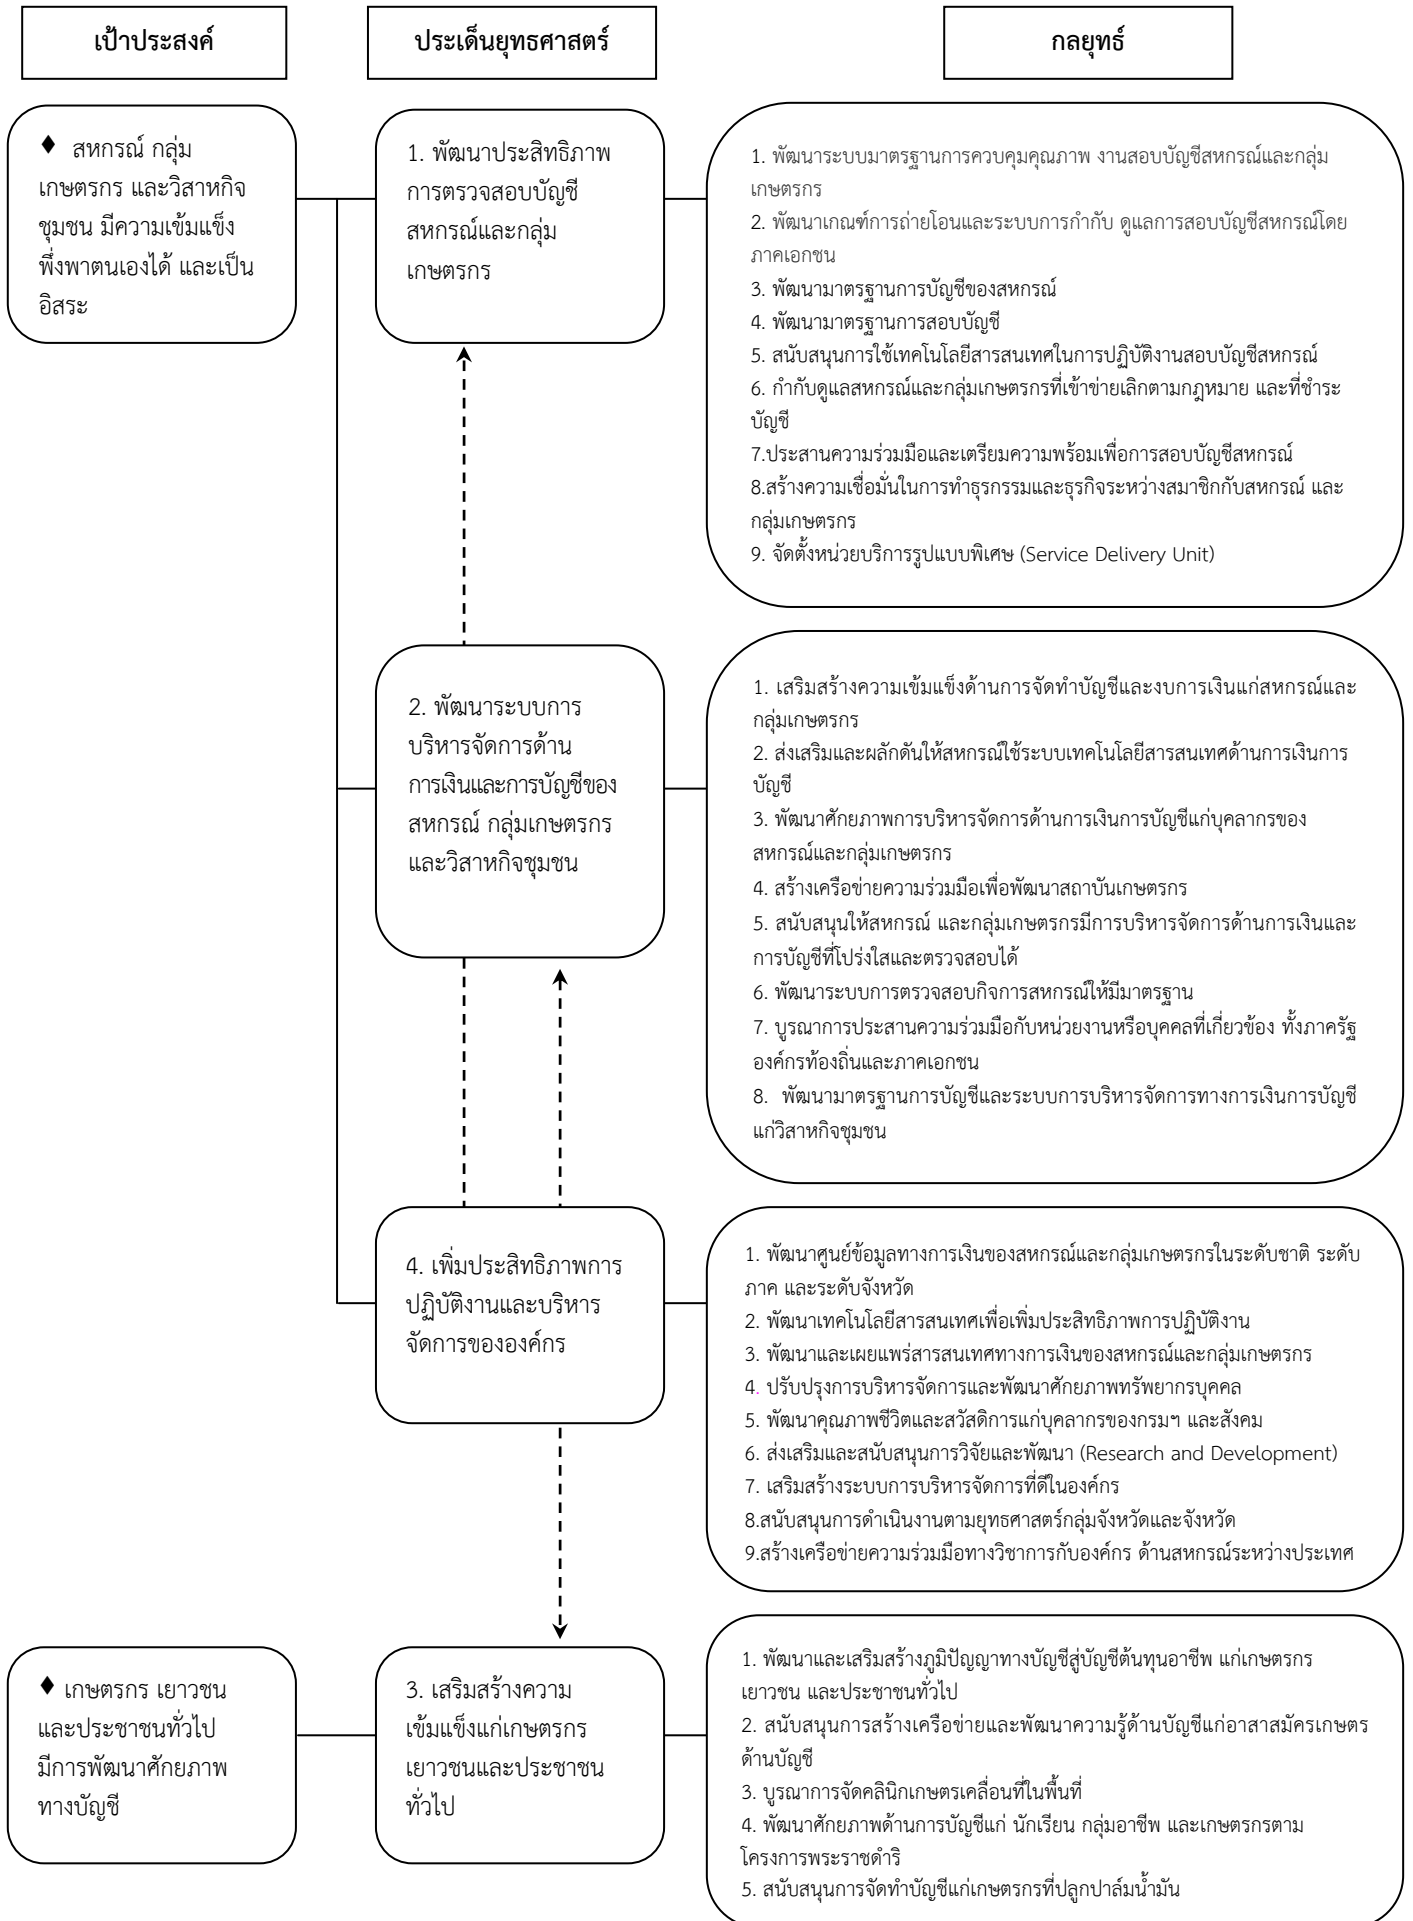 เป้าประสงค์
ประเด็นยุทธศาสตร์
กลยุทธ์
♦ สหกรณ์ กลุ่ม
เกษตรกร และวิสาหกิจ
ชุมชน มีความเข้มแข็ง
พึ่งพาตนเองได้ และเป็น
อิสระ
1. พัฒนาประสิทธิภาพ
การตรวจสอบบัญชี
สหกรณ์และกลุ่ม
เกษตรกร
1. พัฒนาระบบมาตรฐานการควบคุมคุณภาพ งานสอบบัญชีสหกรณ์และกลุ่ม
เกษตรกร
2. พัฒนาเกณฑ์การถ่ายโอนและระบบการกำกับ ดูแลการสอบบัญชีสหกรณ์โดย
ภาคเอกชน
3. พัฒนามาตรฐานการบัญชีของสหกรณ์
4. พัฒนามาตรฐานการสอบบัญชี
5. สนับสนุนการใช้เทคโนโลยีสารสนเทศในการปฏิบัติงานสอบบัญชีสหกรณ์
6. กำกับดูแลสหกรณ์และกลุ่มเกษตรกรที่เข้าข่ายเลิกตามกฎหมาย และที่ชำระ
บัญชี
7.ประสานความร่วมมือและเตรียมความพร้อมเพื่อการสอบบัญชีสหกรณ์
8.สร้างความเชื่อมั่นในการทำธุรกรรมและธุรกิจระหว่างสมาชิกกับสหกรณ์ และ
กลุ่มเกษตรกร
9. จัดตั้งหน่วยบริการรูปแบบพิเศษ (Service Delivery Unit)
2. พัฒนาระบบการ
บริหารจัดการด้าน
การเงินและการบัญชีของ
สหกรณ์ กลุ่มเกษตรกร
และวิสาหกิจชุมชน
1. เสริมสร้างความเข้มแข็งด้านการจัดทำบัญชีและงบการเงินแก่สหกรณ์และ
กลุ่มเกษตรกร
2. ส่งเสริมและผลักดันให้สหกรณ์ใช้ระบบเทคโนโลยีสารสนเทศด้านการเงินการ
บัญชี
3. พัฒนาศักยภาพการบริหารจัดการด้านการเงินการบัญชีแก่บุคลากรของ
สหกรณ์และกลุ่มเกษตรกร
4. สร้างเครือข่ายความร่วมมือเพื่อพัฒนาสถาบันเกษตรกร
5. สนับสนุนให้สหกรณ์ และกลุ่มเกษตรกรมีการบริหารจัดการด้านการเงินและ
การบัญชีที่โปร่งใสและตรวจสอบได้
6. พัฒนาระบบการตรวจสอบกิจการสหกรณ์ให้มีมาตรฐาน
7. บูรณาการประสานความร่วมมือกับหน่วยงานหรือบุคคลที่เกี่ยวข้อง ทั้งภาครัฐ
องค์กรท้องถิ่นและภาคเอกชน
8. พัฒนามาตรฐานการบัญชีและระบบการบริหารจัดการทางการเงินการบัญชี
แก่วิสาหกิจชุมชน
4. เพิ่มประสิทธิภาพการ
ปฏิบัติงานและบริหาร
จัดการขององค์กร
1. พัฒนาศูนย์ข้อมูลทางการเงินของสหกรณ์และกลุ่มเกษตรกรในระดับชาติ ระดับ
ภาค และระดับจังหวัด
2. พัฒนาเทคโนโลยีสารสนเทศเพื่อเพิ่มประสิทธิภาพการปฏิบัติงาน
3. พัฒนาและเผยแพร่สารสนเทศทางการเงินของสหกรณ์และกลุ่มเกษตรกร
4. ปรับปรุงการบริหารจัดการและพัฒนาศักยภาพทรัพยากรบุคคล
5. พัฒนาคุณภาพชีวิตและสวัสดิการแก่บุคลากรของกรมฯ และสังคม
6. ส่งเสริมและสนับสนุนการวิจัยและพัฒนา (Research and Development)
7. เสริมสร้างระบบการบริหารจัดการที่ดีในองค์กร
8.สนับสนุนการดำเนินงานตามยุทธศาสตร์กลุ่มจังหวัดและจังหวัด
9.สร้างเครือข่ายความร่วมมือทางวิชาการกับองค์กร ด้านสหกรณ์ระหว่างประเทศ
♦ เกษตรกร เยาวชน
และประชาชนทั่วไป
มีการพัฒนาศักยภาพ
ทางบัญชี
3. เสริมสร้างความ
เข้มแข็งแก่เกษตรกร
เยาวชนและประชาชน
ทั่วไป
1. พัฒนาและเสริมสร้างภูมิปัญญาทางบัญชีสู่บัญชีต้นทุนอาชีพ แก่เกษตรกร
เยาวชน และประชาชนทั่วไป
2. สนับสนุนการสร้างเครือข่ายและพัฒนาความรู้ด้านบัญชีแก่อาสาสมัครเกษตร
ด้านบัญชี
3. บูรณาการจัดคลินิกเกษตรเคลื่อนที่ในพื้นที่
4. พัฒนาศักยภาพด้านการบัญชีแก่ นักเรียน กลุ่มอาชีพ และเกษตรกรตาม
โครงการพระราชดำริ
5. สนับสนุนการจัดทำบัญชีแก่เกษตรกรที่ปลูกปาล์มน้ำมัน